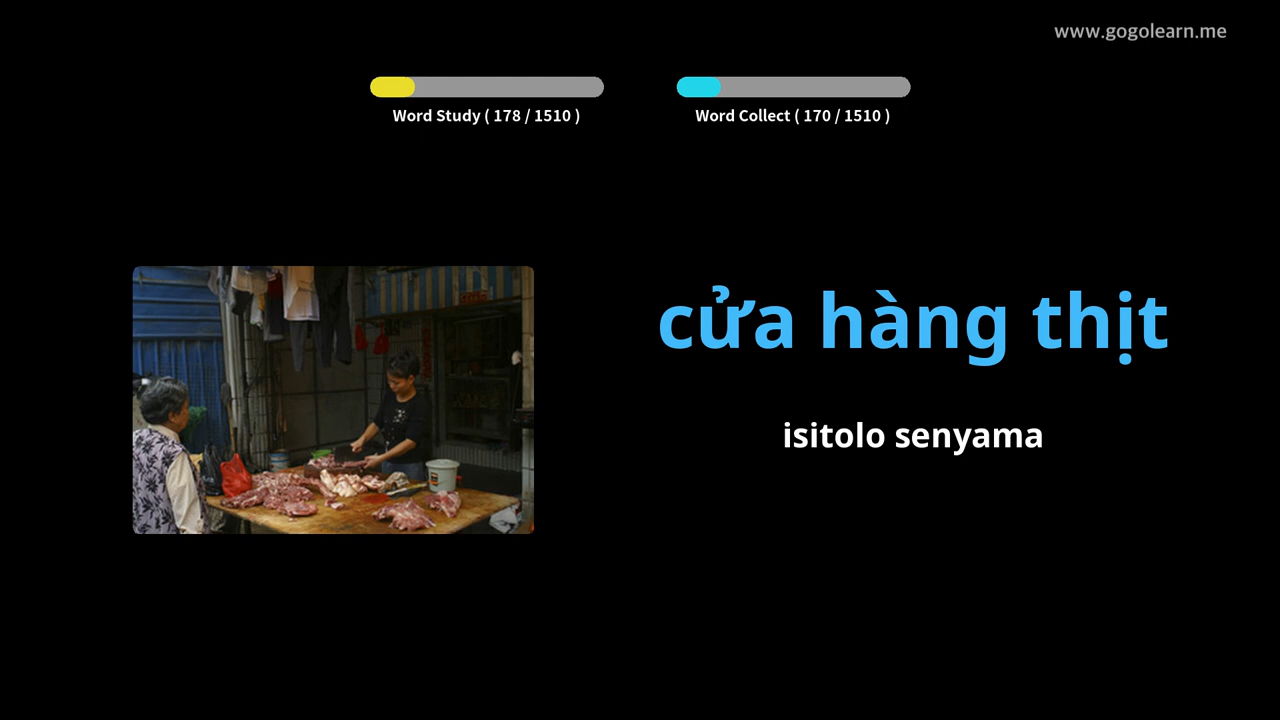 www.gogolearn.me
Word Study ( 178 / 1510 )
Word Collect ( 170 / 1510 )
cửa hàng thịt
isitolo senyama